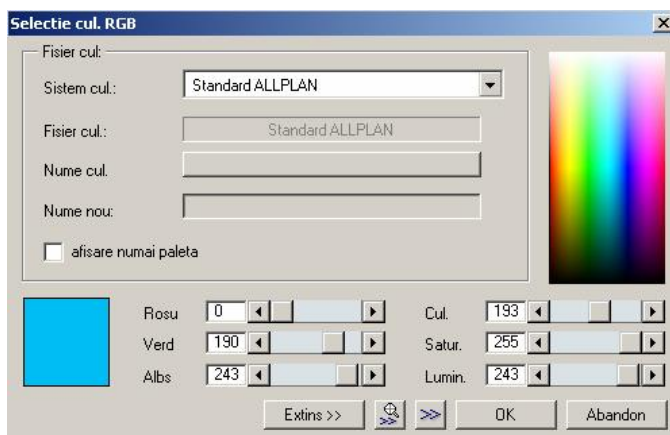 Selectie cul. RGB
Fisier cul:
Sistem cul.: Standard ALLPLAN
Fisier cul.: Standard ALLPLAN
Nume cul.
Nume nou:
afisare numai paleta
Rosu 0 Cul. 193
Verd 190 Satur. 255
Albs 243 Lumin. 243
Extins >> >> >> OK Abandon